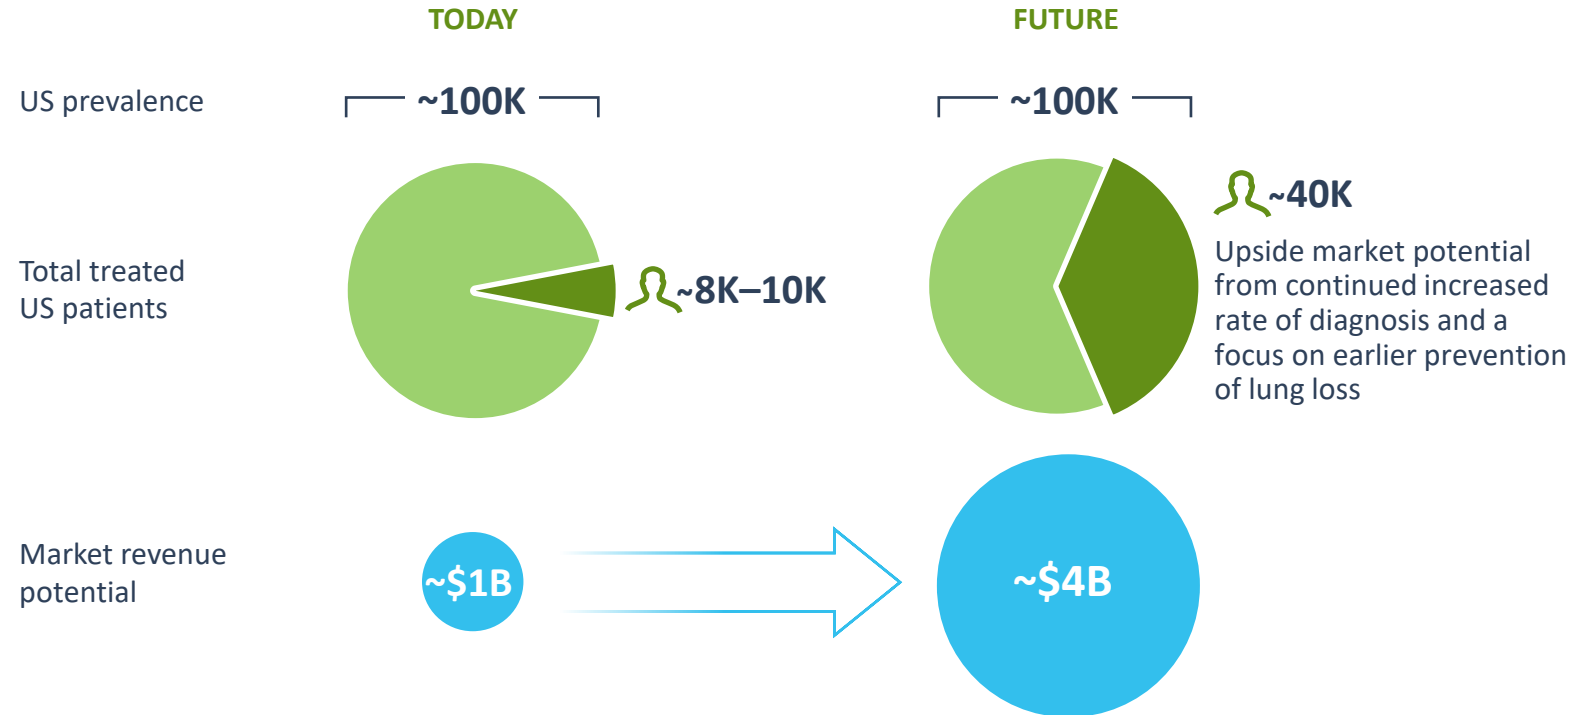 TODAY
FUTURE
US prevalence
~100K
~100K
Total treated
US patients
~8K–10K
~40K
Upside market potential
from continued increased
rate of diagnosis and a
focus on earlier prevention
of lung loss
Market revenue
potential
~$1B
~$4B